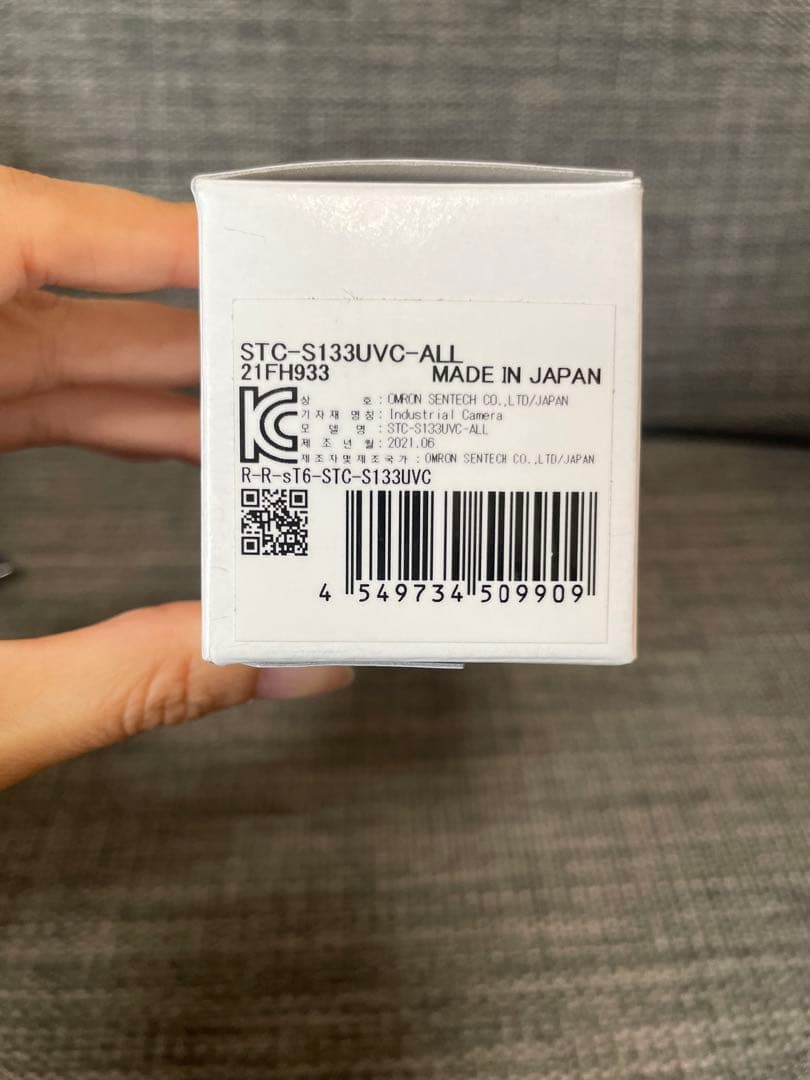 STC-S133UVC-ALL
21FH933 MADE IN JAPAN
상 호 : OMRON SENTECH CO.,LTD/JAPAN
기 자 재 명 칭 : Industrial Camera
모 델 명 : STC-S133UVC-ALL
제 조 년 월 : 2021.06
제 조 자 및 제 조 국 가 : OMRON SENTECH CO.,LTD/JAPAN
R-R-sT6-STC-S133UVC
4 549734 509909